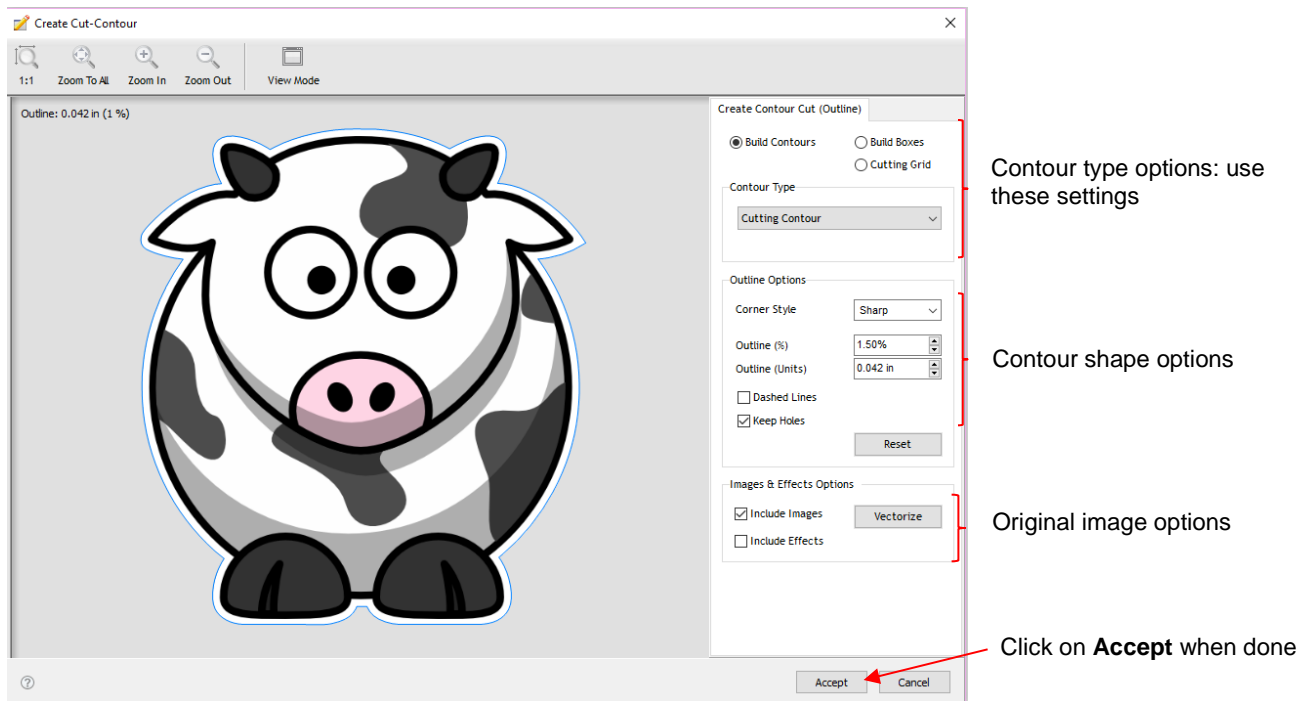 Create Cut-Contour
1:1 Zoom To All Zoom In Zoom Out View Mode
Outline: 0.042 in (1 %)
Create Contour Cut (Outline)
Build Contours Build Boxes
Cutting Grid
Contour Type
Cutting Contour
Contour type options: use
these settings
Outline Options
Corner Style Sharp
Outline (%) 1.50%
Outline (Units) 0.042 in
Dashed Lines
Keep Holes
Reset
Contour shape options
Images & Effects Options
Include Images Vectorize
Include Effects
Original image options
Click on Accept when done
? Accept Cancel